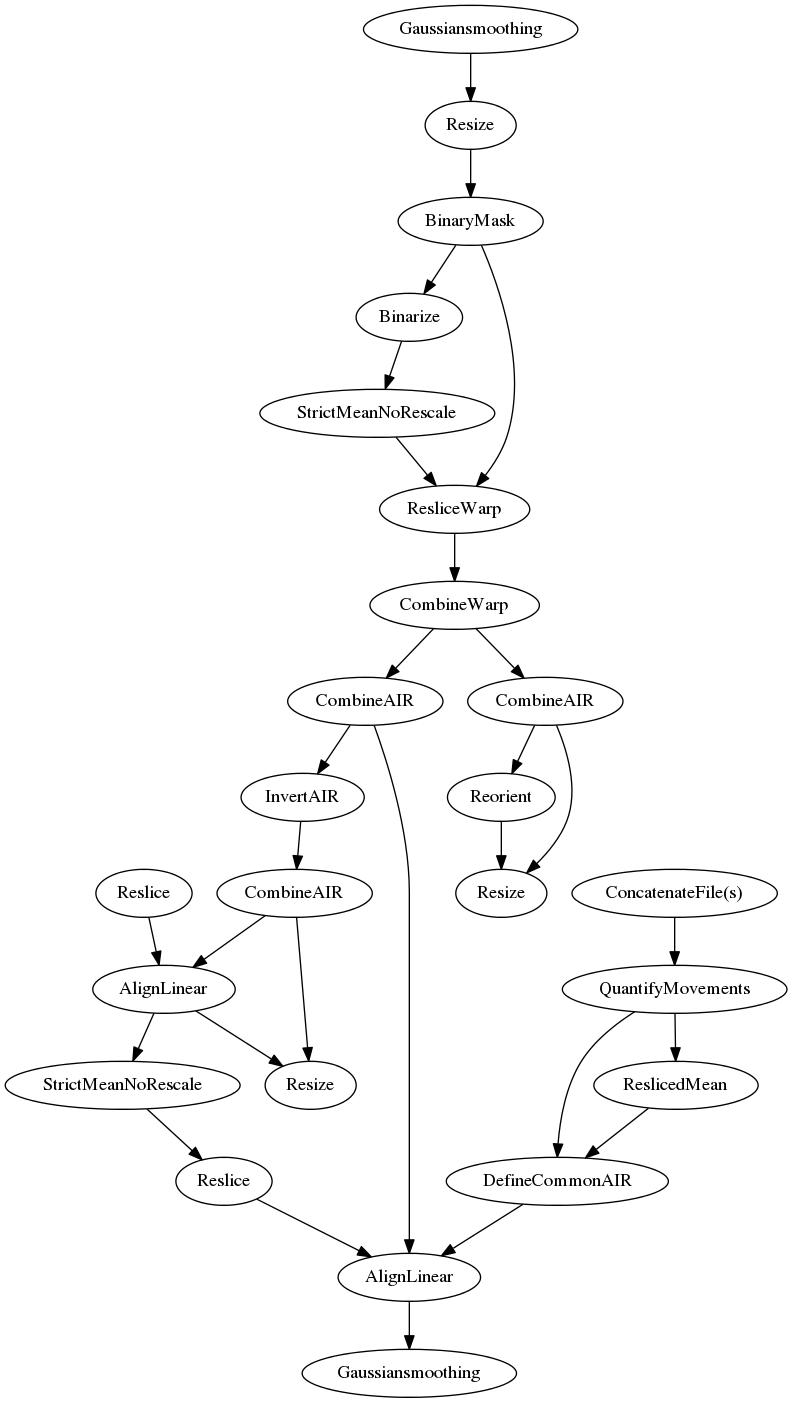 Gaussiansmoothing
Resize
BinaryMask
Binarize
StrictMeanNoRescale
ResliceWarp
CombineWarp
CombineAIR
CombineAIR
InvertAIR
Reorient
Reslice
CombineAIR
Resize
ConcatenateFile(s)
AlignLinear
QuantifyMovements
StrictMeanNoRescale
Resize
ReslicedMean
Reslice
DefineCommonAIR
AlignLinear
Gaussiansmoothing